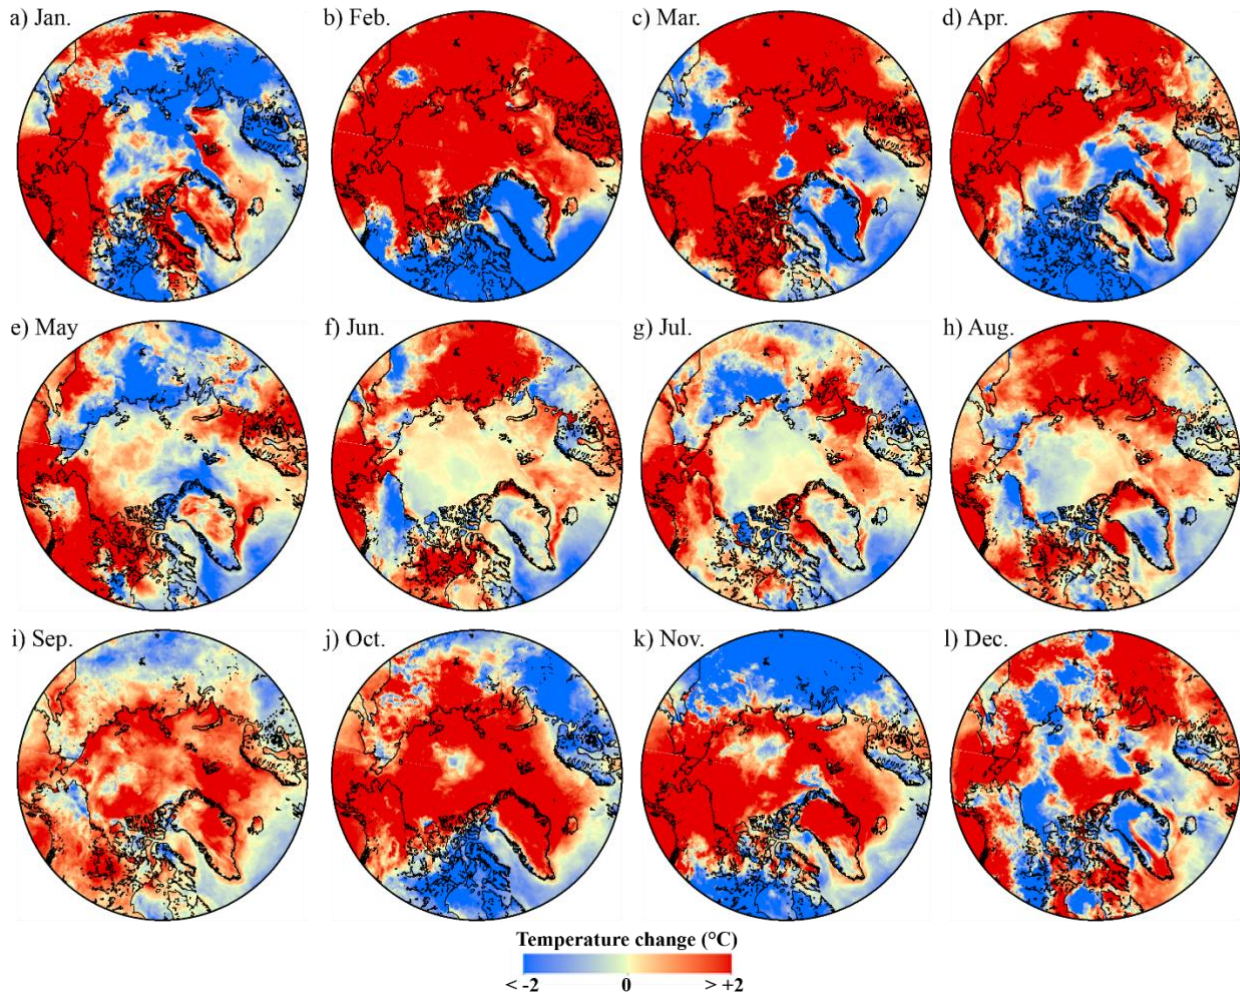 a) Jan.
b) Feb.
c) Mar.
d) Apr.
e) May
f) Jun.
g) Jul.
h) Aug.
i) Sep.
j) Oct.
k) Nov.
l) Dec.
Temperature change (°C)
< -2 0 > +2